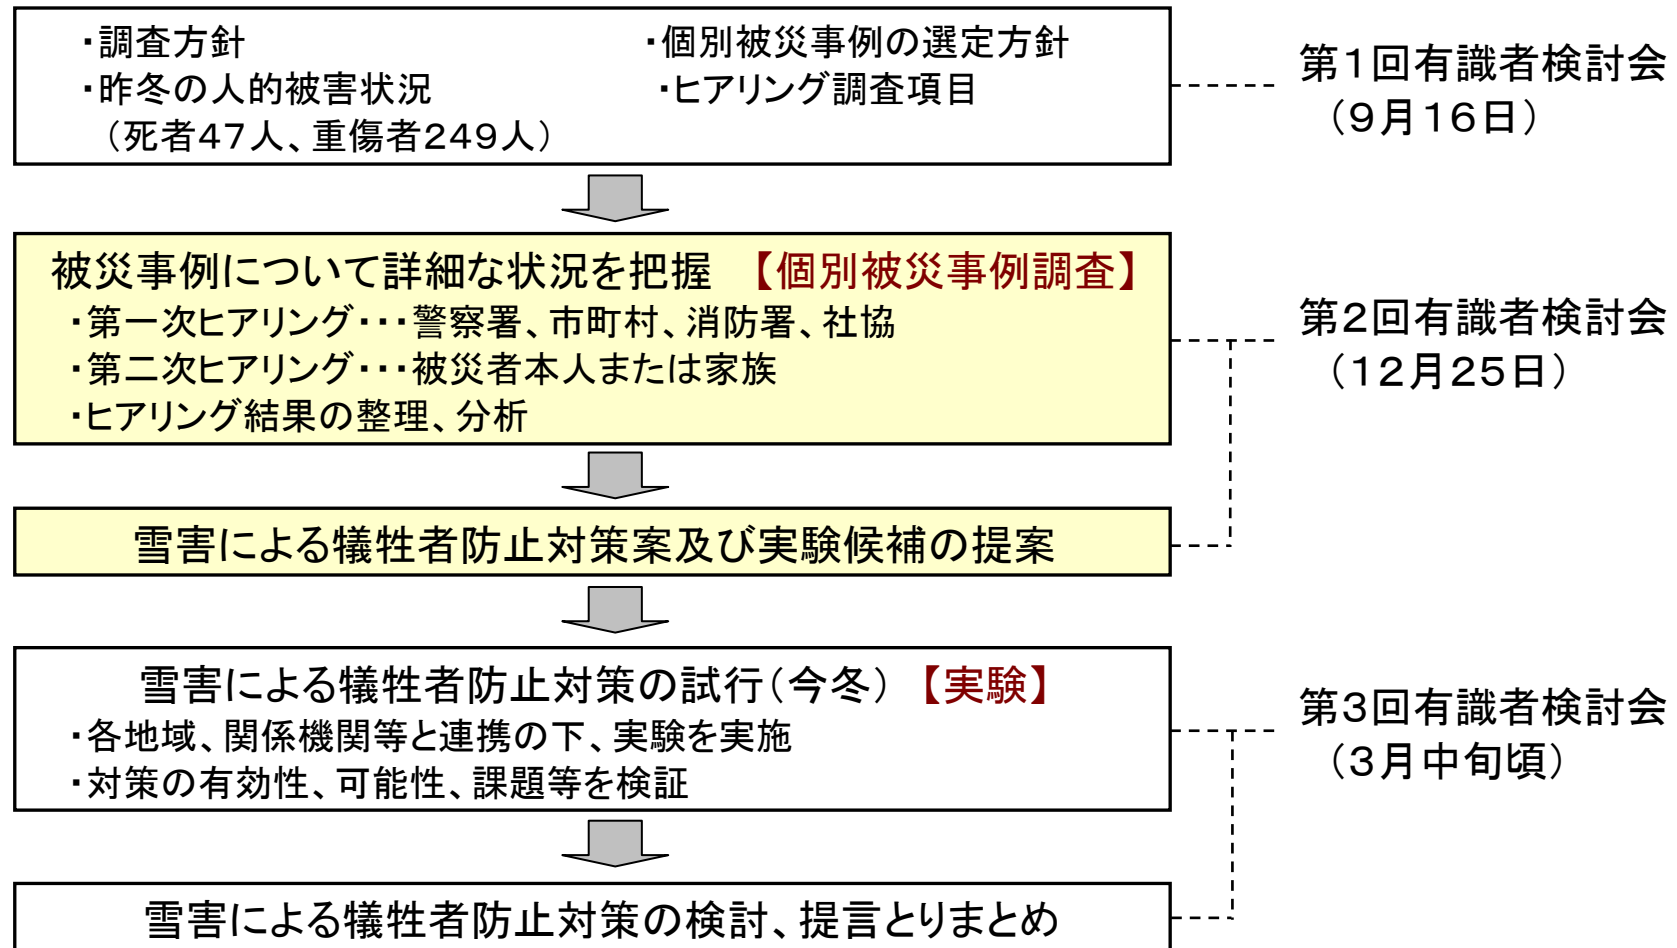 ・調査方針
・昨冬の人的被害状況
（死者47人、重傷者249人）
・個別被災事例の選定方針
・ヒアリング調査項目
第1回有識者検討会
（9月16日）
被災事例について詳細な状況を把握　【個別被災事例調査】
・第一次ヒアリング・・・警察署、市町村、消防署、社協
・第二次ヒアリング・・・被災者本人または家族
・ヒアリング結果の整理、分析
第2回有識者検討会
（12月25日）
雪害による犠牲者防止対策案及び実験候補の提案
雪害による犠牲者防止対策の試行（今冬）　【実験】
・各地域、関係機関等と連携の下、実験を実施
・対策の有効性、可能性、課題等を検証
第3回有識者検討会
（3月中旬頃）
雪害による犠牲者防止対策の検討、提言とりまとめ